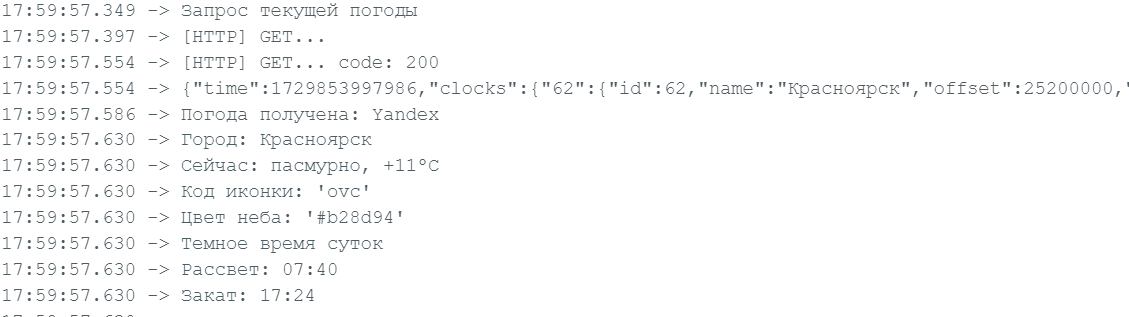 17:59:57.349 -> Запрос текущей погоды
17:59:57.397 -> [HTTP] GET...
17:59:57.554 -> [HTTP] GET... code: 200
17:59:57.554 -> {"time":1729853997986,"clocks":{"62":{"id":62,"name":"Красноярск","offset":25200000,"
17:59:57.586 -> Погода получена: Yandex
17:59:57.630 -> Город: Красноярск
17:59:57.630 -> Сейчас: пасмурно, +11°C
17:59:57.630 -> Код иконки: 'ovc'
17:59:57.630 -> Цвет неба: '#b28d94'
17:59:57.630 -> Темное время суток
17:59:57.630 -> Рассвет: 07:40
17:59:57.630 -> Закат: 17:24